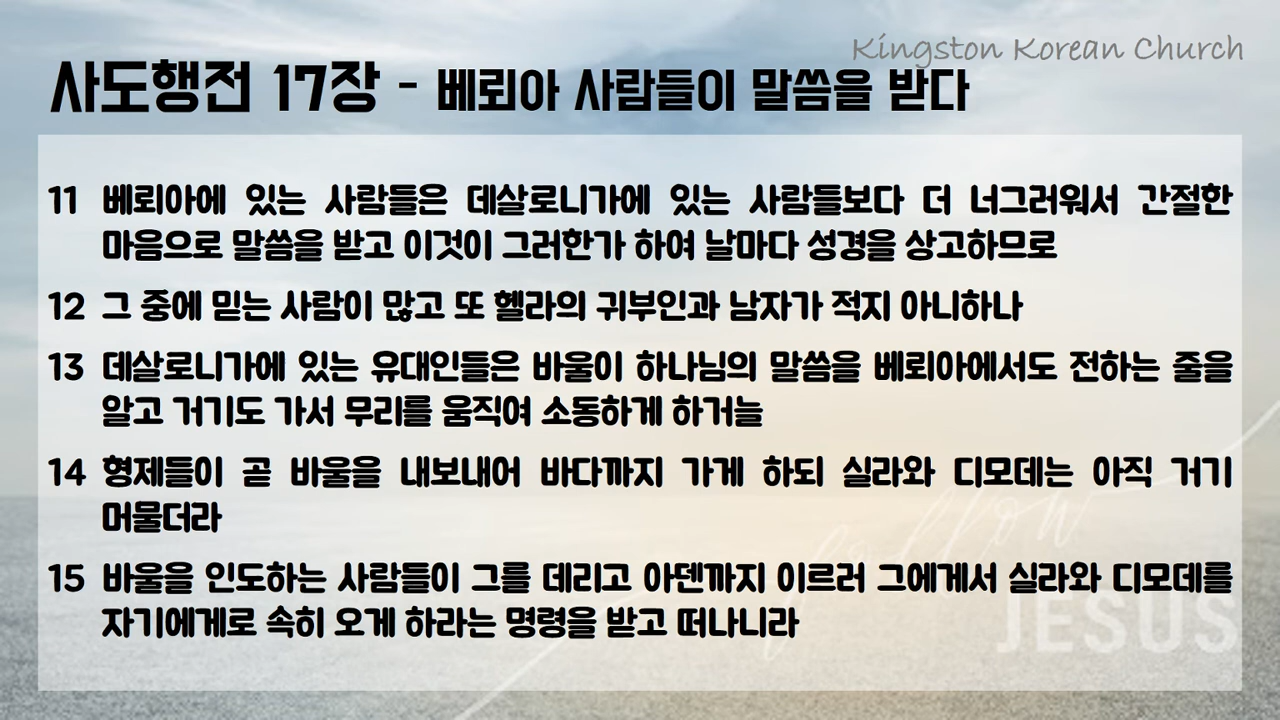 Kingston Korean Church
사도행전 17장 - 베뢰아 사람들이 말씀을 받다
11 베뢰아에 있는 사람들은 데살로니가에 있는 사람들보다 더 너그러워서 간절한
마음으로 말씀을 받고 이것이 그러한가 하여 날마다 성경을 상고하므로
12 그 중에 믿는 사람이 많고 또 헬라의 귀부인과 남자가 적지 아니하나
13 데살로니가에 있는 유대인들은 바울이 하나님의 말씀을 베뢰아에서도 전하는 줄을
알고 거기도 가서 무리를 움직여 소동하게 하거늘
14 형제들이 곧 바울을 내보내어 바다까지 가게 하되 실라와 디모데는 아직 거기
머물더라
15 바울을 인도하는 사람들이 그를 데리고 아덴까지 이르러 그에게서 실라와 디모데를
자기에게로 속히 오게 하라는 명령을 받고 떠나니라
follow
JESUS